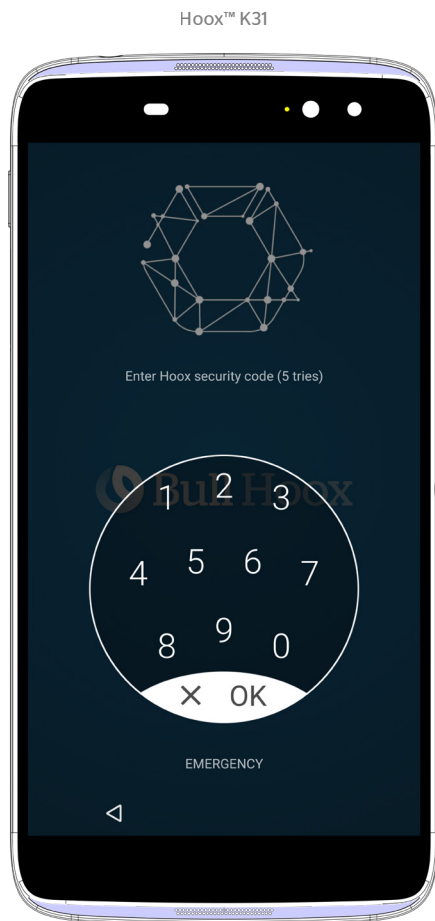 Hoox™ K31
Enter Hoox security code (5 tries)
Bull Hoox
1 2 3
4 5 6 7
8 9 0
× OK
EMERGENCY